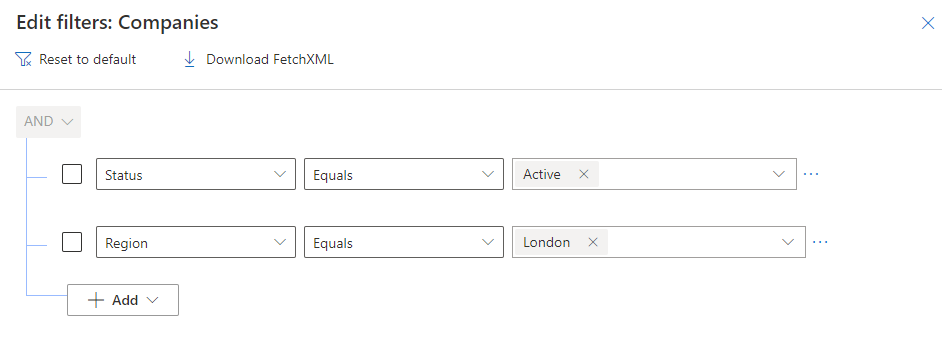 Edit filters: Companies
Reset to default Download FetchXML
AND
Status Equals Active
Region Equals London
Add